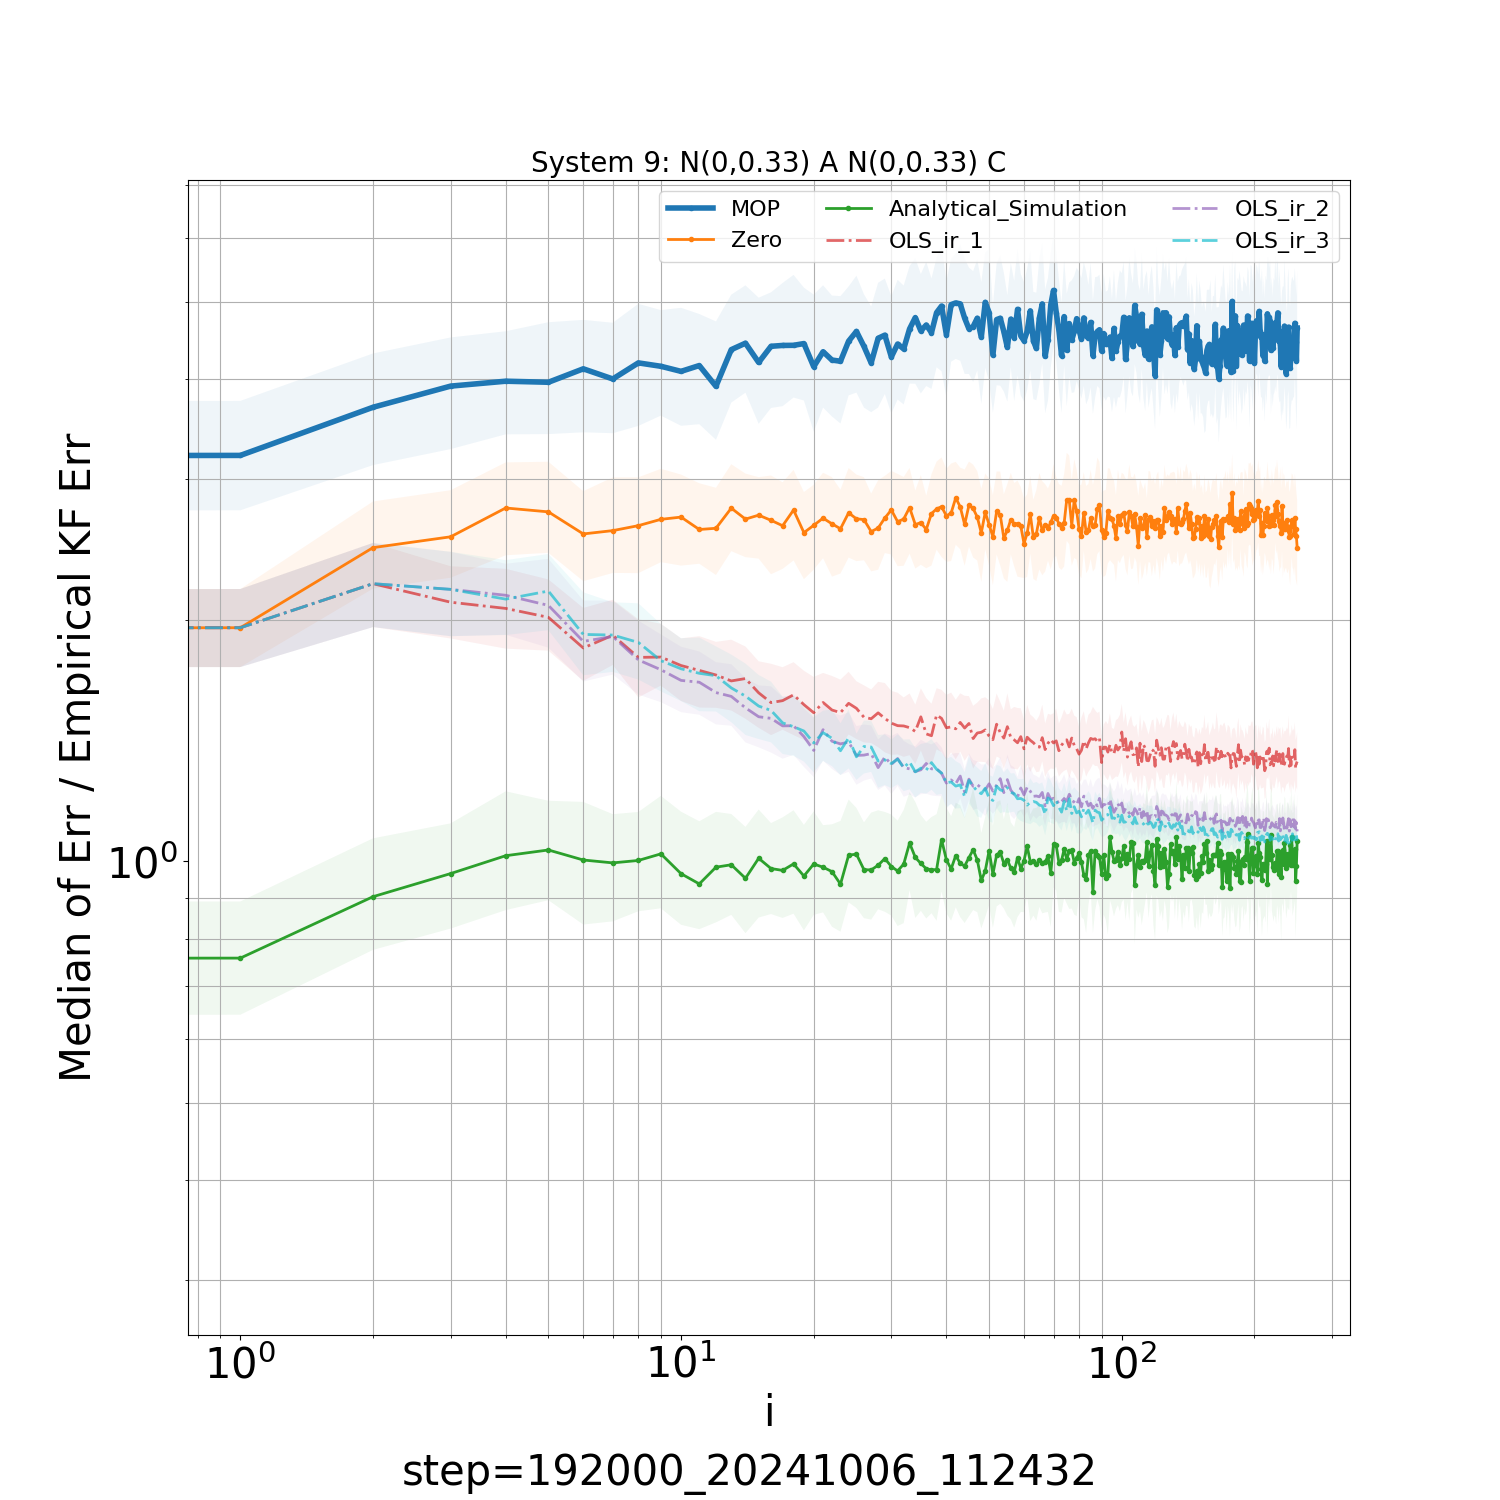 System 9: N(0,0.33) A N(0,0.33) C
MOP
Zero
Analytical_Simulation
OLS_ir_1
OLS_ir_2
OLS_ir_3
Median of Err / Empirical KF Err
10⁰
10⁰ 10¹ 10²
i
step=192000_20241006_112432